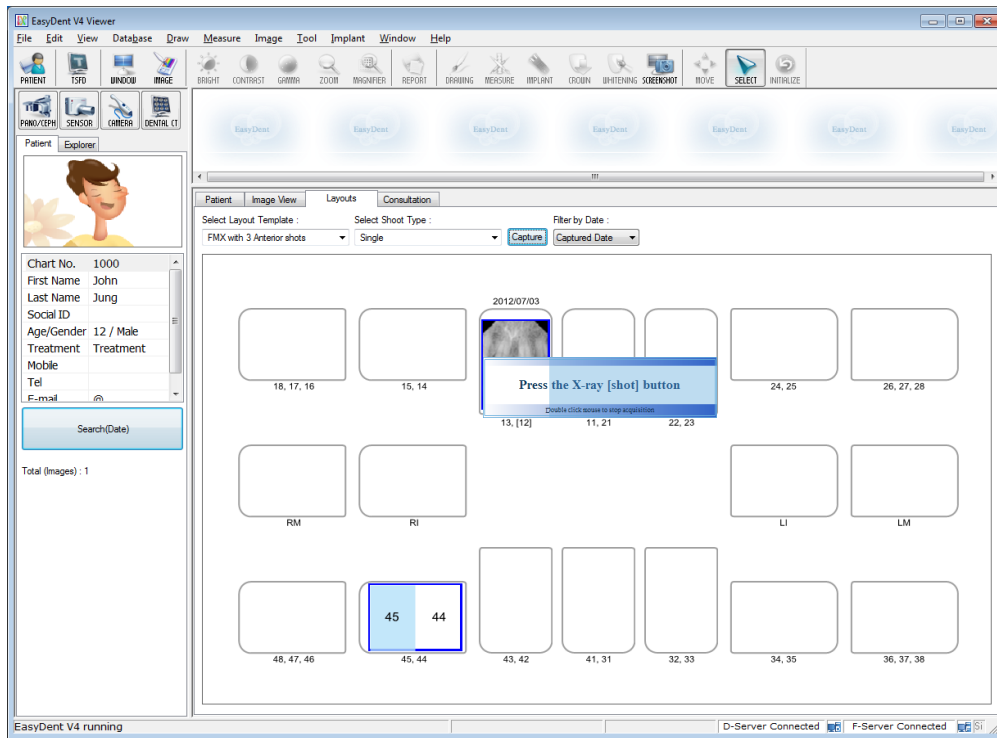 EasyDent V4 Viewer
File Edit View Database Draw Measure Image Tool Implant Window Help
PATIENT TSFD WINDOW IMAGE BRIGHT CONTRAST GAMMA ZOOM MAGNIFIER REPORT DRAWING MEASURE IMPLANT CROWN WHITENING SCREENSHOT MOVE SELECT INITIALIZE
PANO/CEPH SENSOR CAMERA DENTAL CT
EasyDent EasyDent EasyDent EasyDent EasyDent EasyDent EasyDent
Patient Explorer
Patient Image View Layouts Consultation
Select Layout Template : Select Shoot Type : Filter by Date :
FMX with 3 Anterior shots Single Capture Captured Date
Chart No. 1000
First Name John
Last Name Jung
Social ID
Age/Gender 12 / Male
Treatment Treatment
Mobile
Tel
E-mail @
Search(Date)
Total (Images) : 1
2012/07/03
18, 17, 16 15, 14 24, 25 26, 27, 28
Press the X-ray [shot] button
Double click mouse to stop acquisition
13, [12] 11, 21 22, 23
RM RI LI LM
45 44
48, 47, 46 45, 44 43, 42 41, 31 32, 33 34, 35 36, 37, 38
EasyDent V4 running D-Server Connected F-Server Connected Si